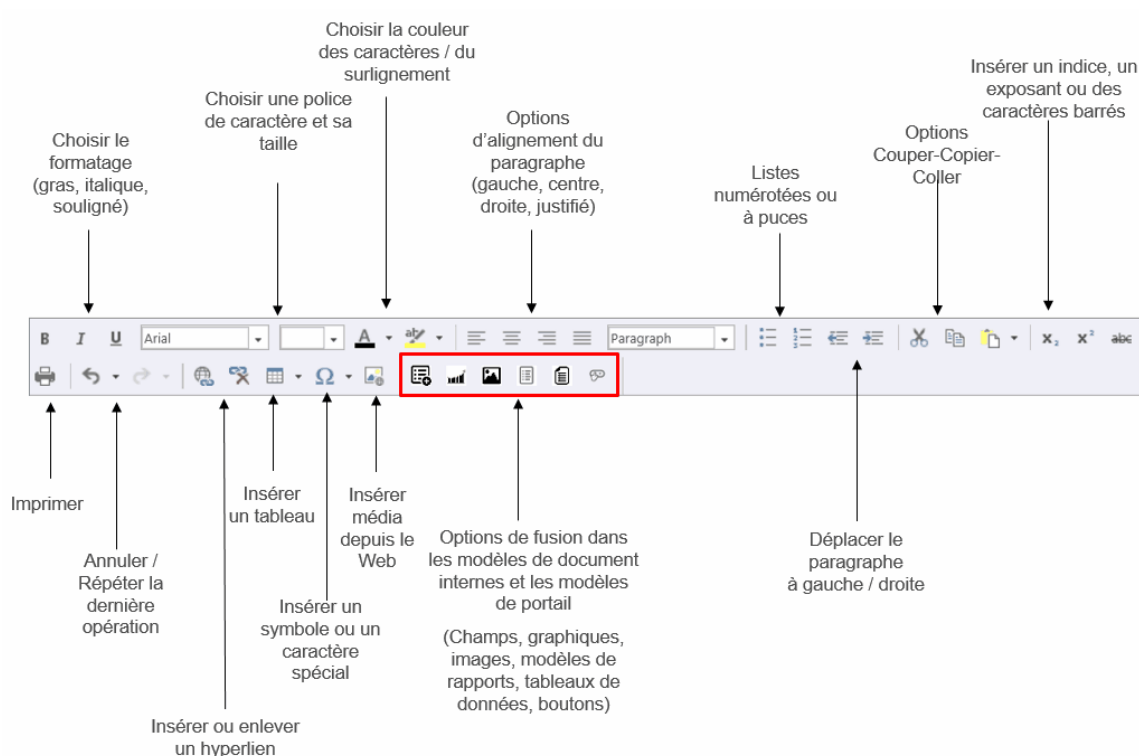 Choisir la couleur
des caractères / du
surlignement
Insérer un indice, un
exposant ou des
caractères barrés
Choisir une police
de caractère et sa
taille
Options
d'alignement du
paragraphe
(gauche, centre,
droite, justifié)
Options
Couper-Copier-
Coller
Choisir le
formatage
(gras, italique,
souligné)
Listes
numérotées ou
à puces
B I U Arial A ab Paragraph x₂ x² abc
Ω
Imprimer
Insérer
un tableau
Insérer
média
depuis le
Web
Options de fusion dans
les modèles de document
internes et les modèles
de portail
(Champs, graphiques,
images, modèles de
rapports, tableaux de
données, boutons)
Déplacer le
paragraphe
à gauche / droite
Annuler /
Répéter la
dernière
opération
Insérer un
symbole ou un
caractère
spécial
Insérer ou enlever
un hyperlien